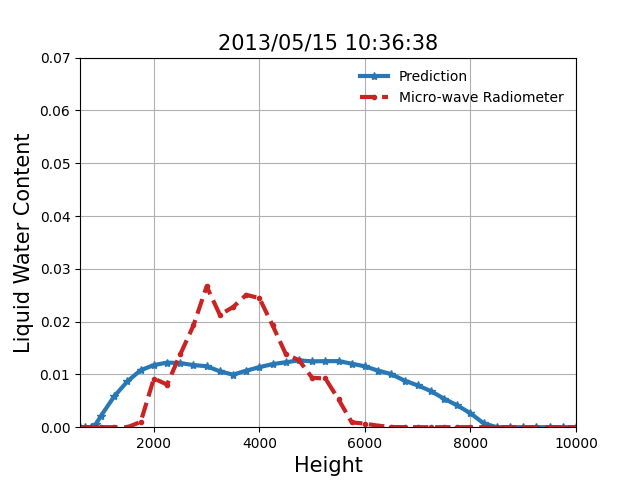 2013/05/15 10:36:38
0.07
0.06
0.05
0.04
0.03
0.02
0.01
0.00
Liquid Water Content
Prediction
Micro-wave Radiometer
2000 4000 6000 8000 10000
Height